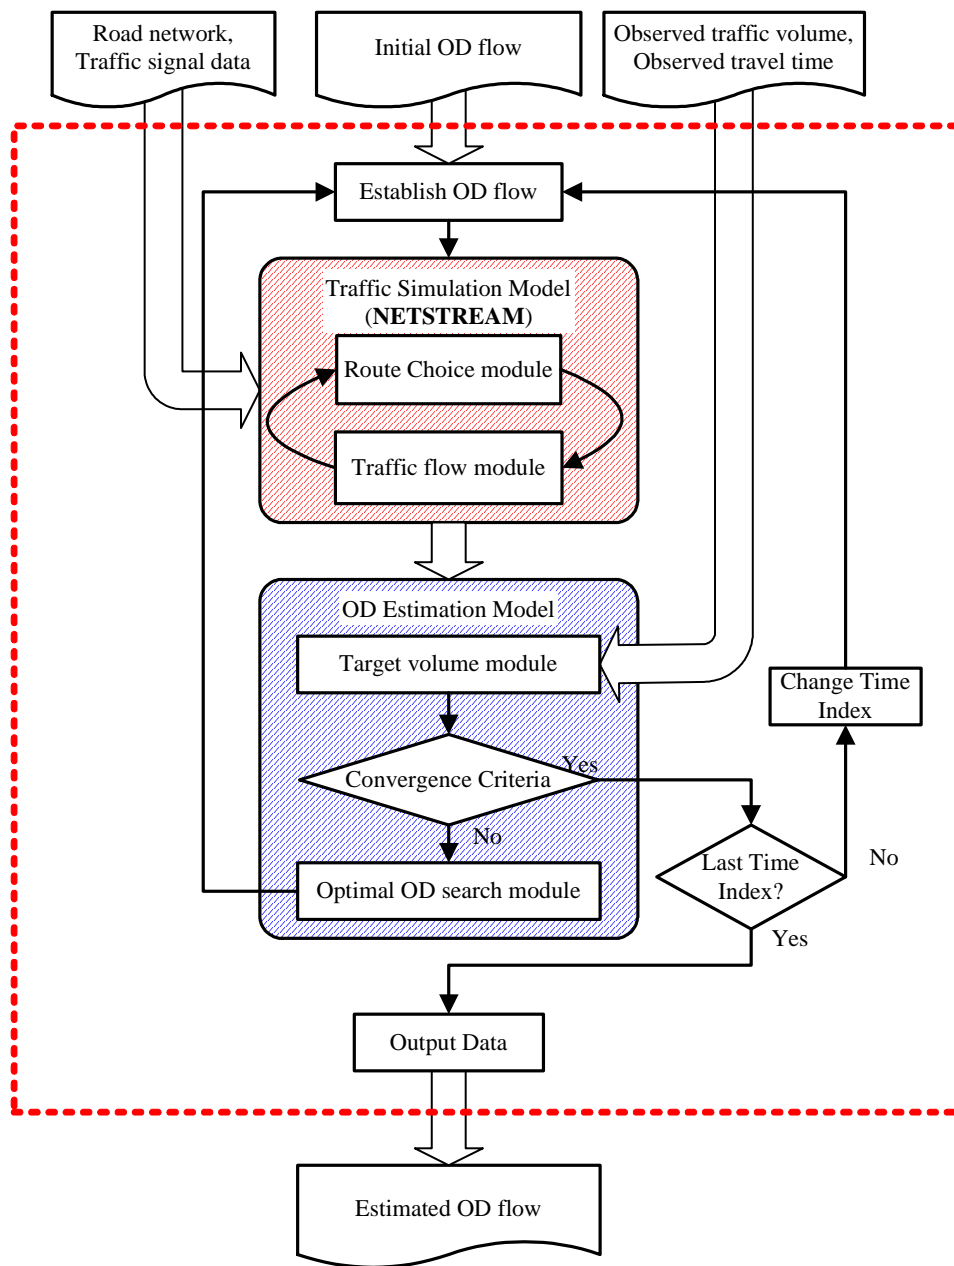 Road network,
Traffic signal data
Initial OD flow
Observed traffic volume,
Observed travel time
Establish OD flow
Traffic Simulation Model
(NETSTREAM)
Route Choice module
Traffic flow module
OD Estimation Model
Target volume module
Change Time
Index
Yes
Convergence Criteria
No
Last Time
Index?
No
Optimal OD search module
Yes
Output Data
Estimated OD flow